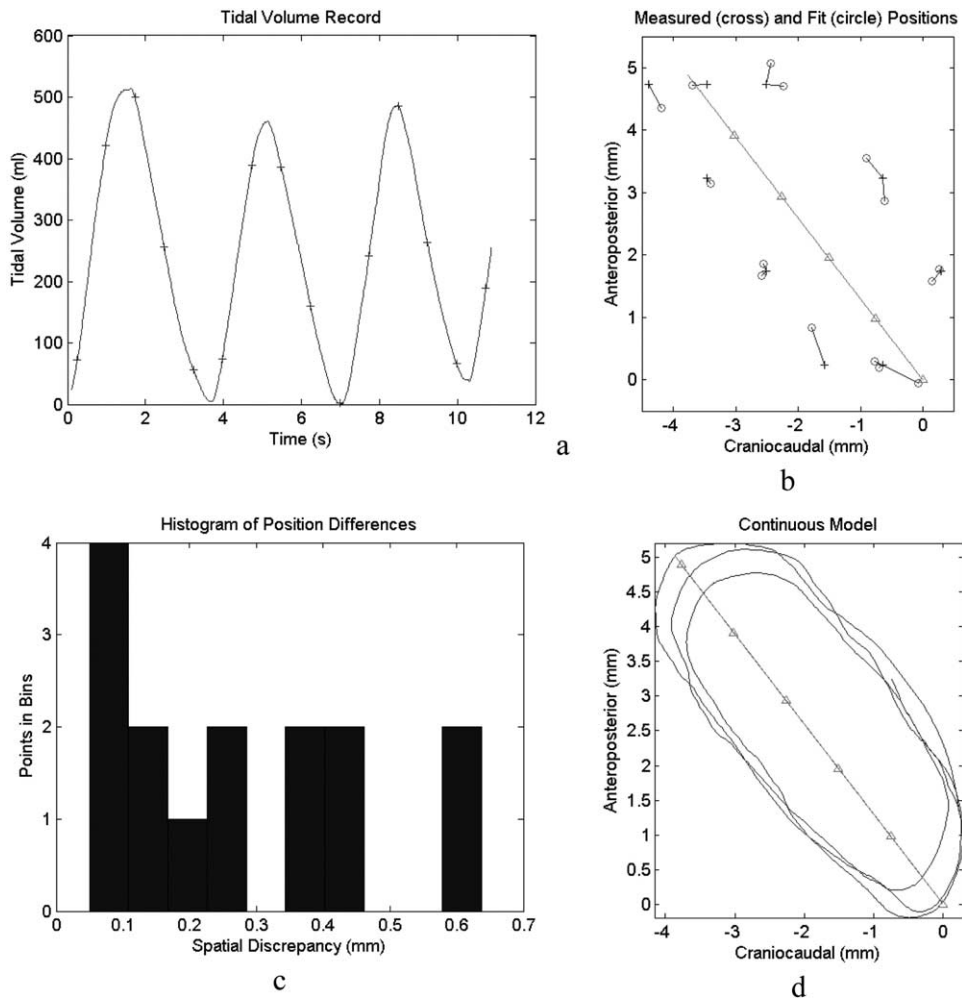 Tidal Volume Record
600
500
400
300
200
100
0
Tidal Volume (ml)
0 2 4 6 8 10 12
Time (s)
a
Measured (cross) and Fit (circle) Positions
5
4
3
2
1
0
Anteroposterior (mm)
-4 -3 -2 -1 0
Craniocaudal (mm)
b
Histogram of Position Differences
4
3
2
1
0
Points in Bins
0 0.1 0.2 0.3 0.4 0.5 0.6 0.7
Spatial Discrepancy (mm)
c
Continuous Model
5
4.5
4
3.5
3
2.5
2
1.5
1
0.5
0
Anteroposterior (mm)
-4 -3 -2 -1 0
Craniocaudal (mm)
d